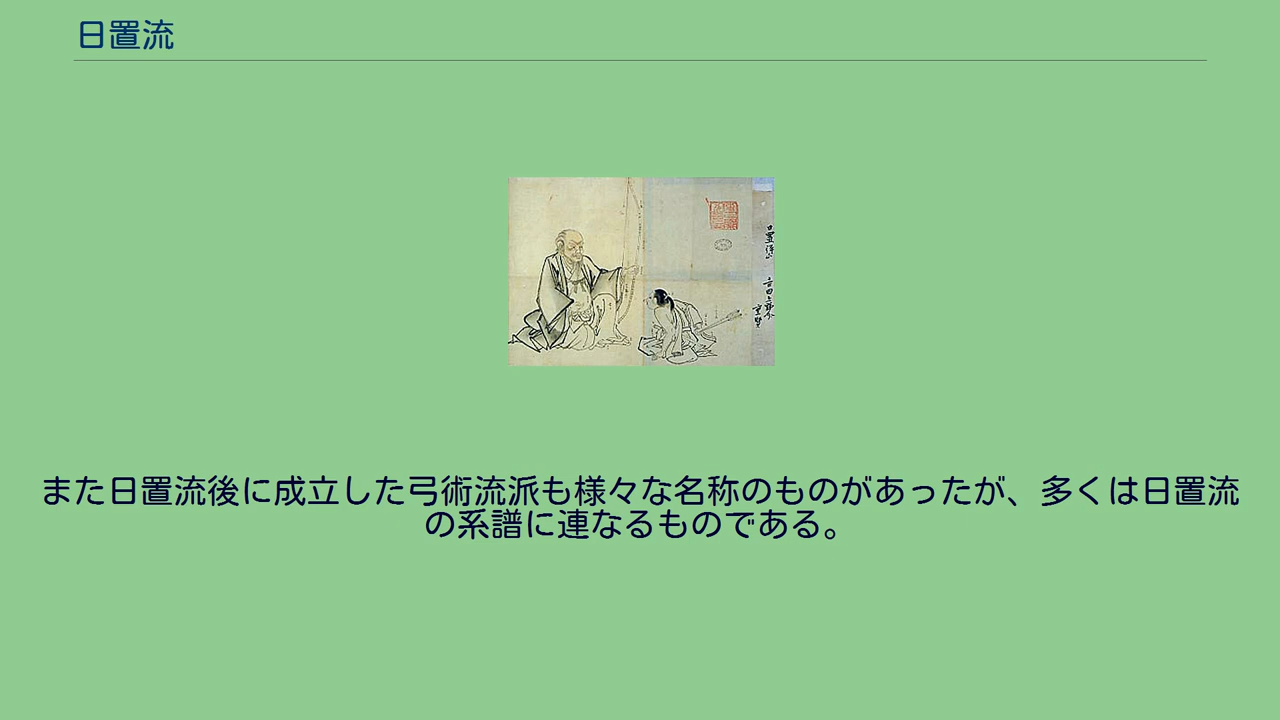 日置流
また日置流後に成立した弓術流派も様々な名称のものがあったが、多くは日置流
の系譜に連なるものである。